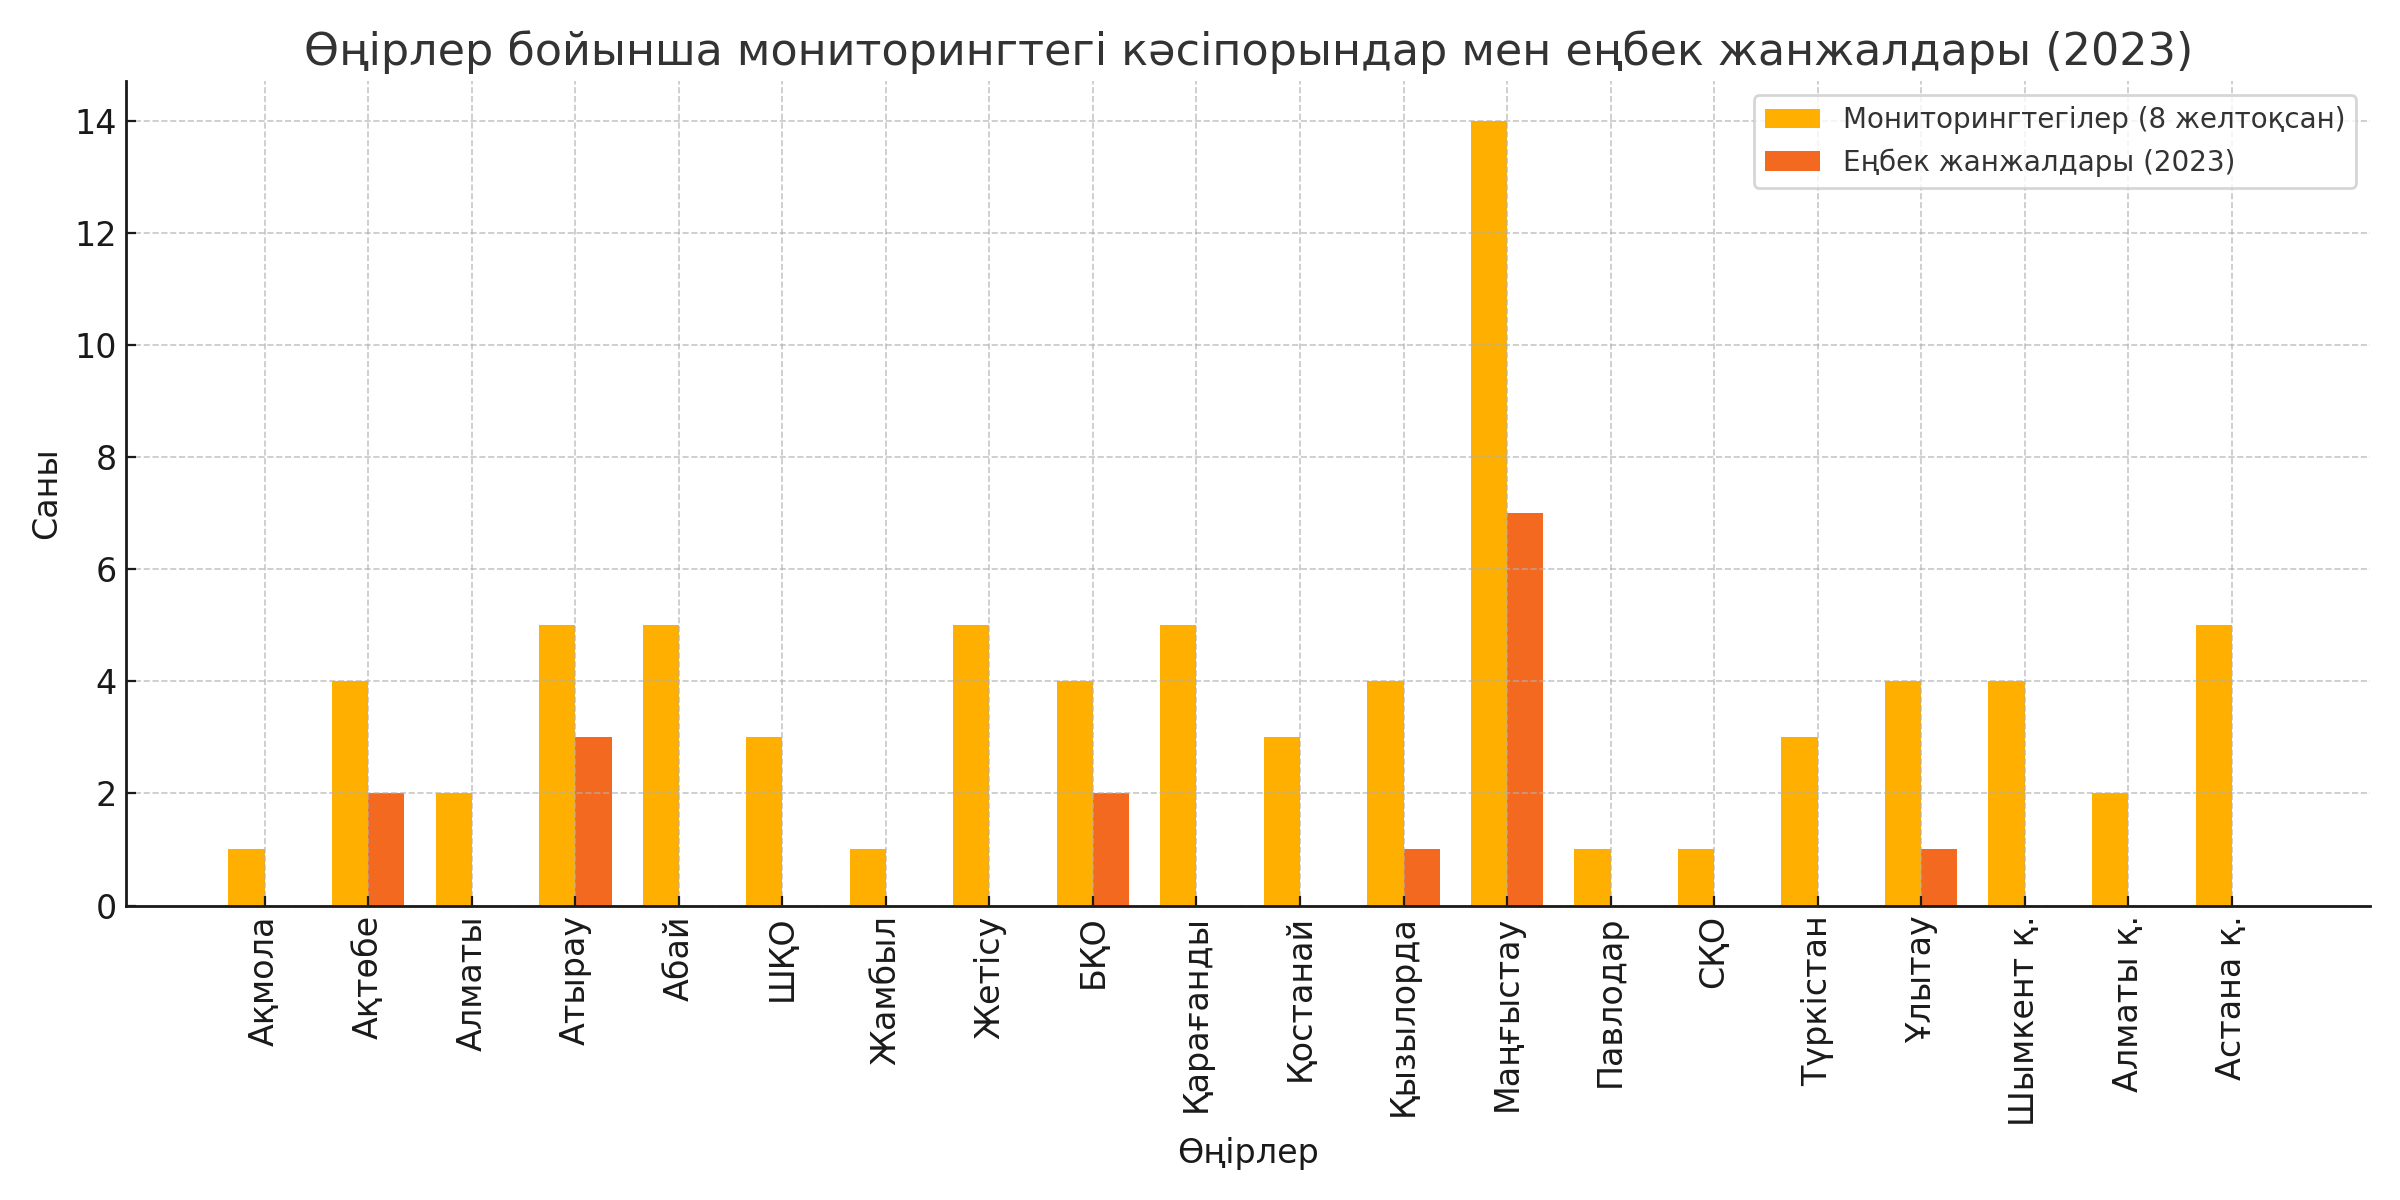 Өңірлер бойынша мониторингтегі кәсіпорындар мен еңбек жанжалдары (2023)
Мониторингтегілер (8 желтоқсан)
Еңбек жанжалдары (2023)
Саны
14
12
10
8
6
4
2
0
Ақмола
Ақтөбе
Алматы
Атырау
Абай
ШҚО
Жамбыл
Жетісу
БҚО
Қарағанды
Қостанай
Қызылорда
Маңғыстау
Павлодар
СҚО
Түркістан
Ұлытау
Шымкент қ.
Алматы қ.
Астана қ.
Өңірлер